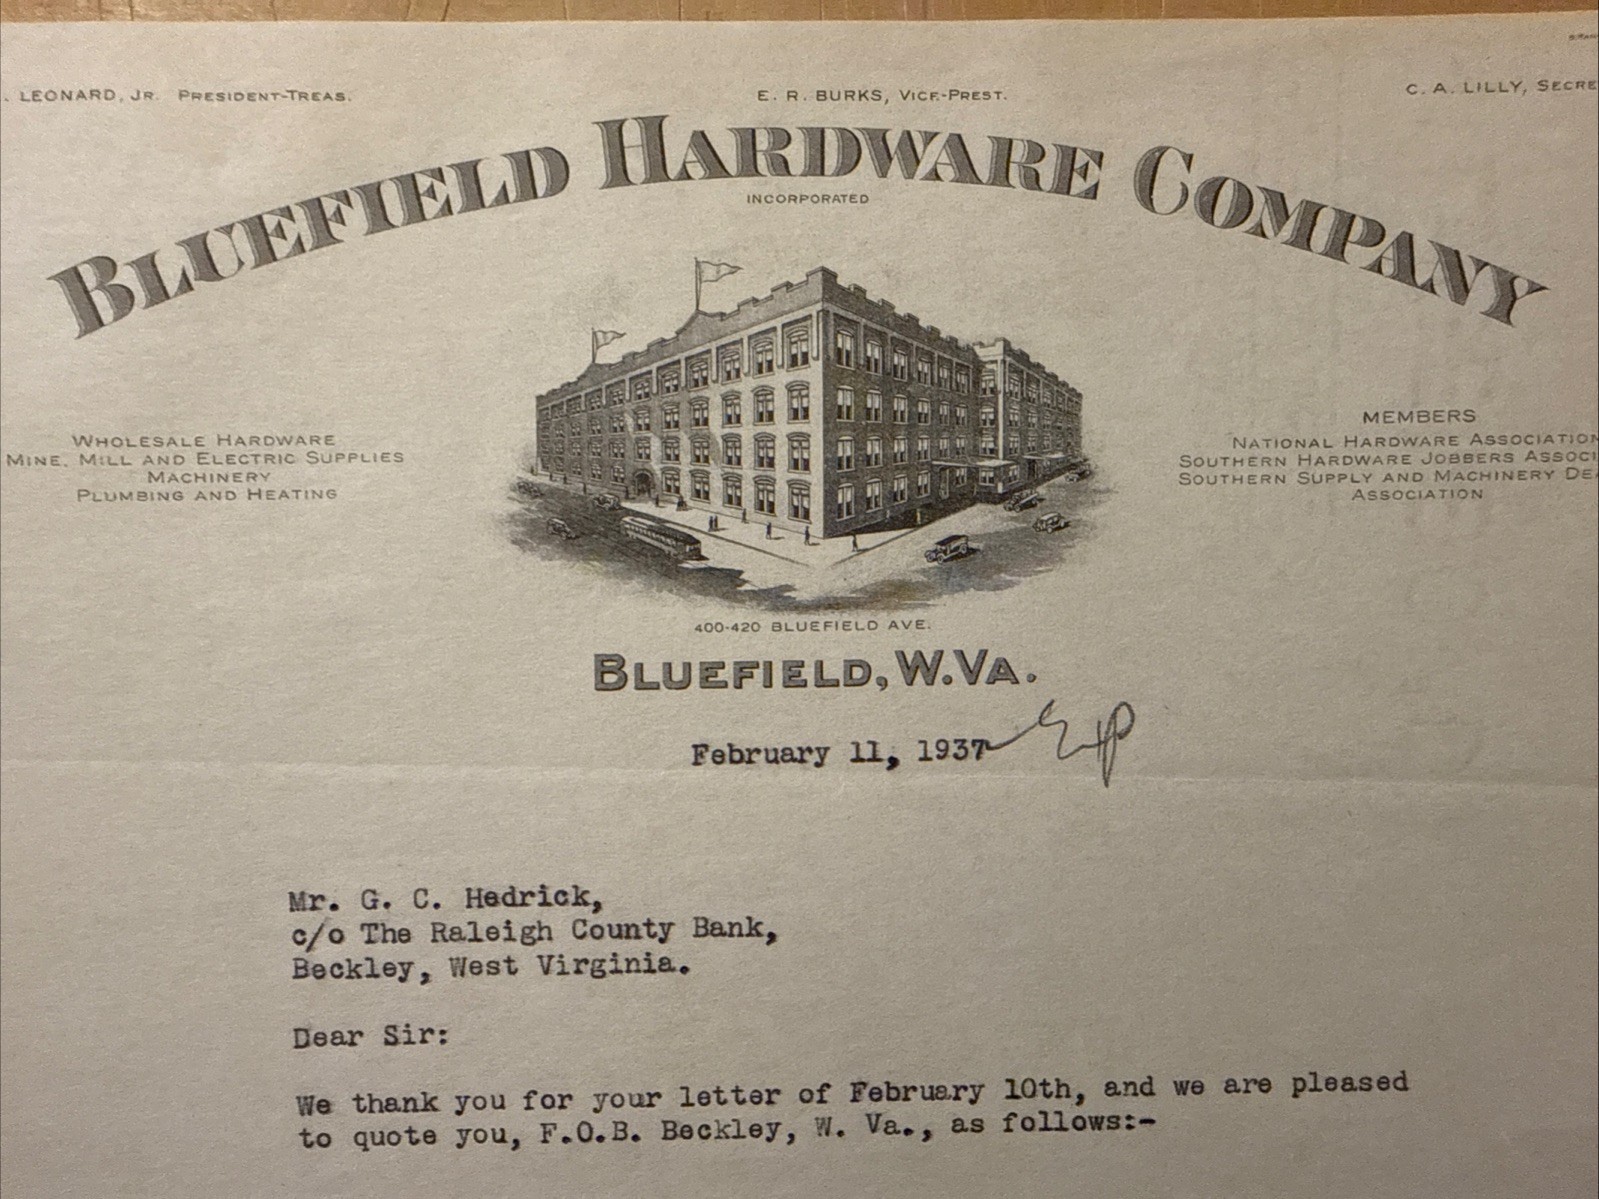 . LEONARD, JR. PRESIDENT-TREAS.
E. R. BURKS, VICE-PREST.
C. A. LILLY, SECRE
BLUEFIELD HARDWARE COMPANY
INCORPORATED
WHOLESALE HARDWARE
MINE, MILL AND ELECTRIC SUPPLIES
MACHINERY
PLUMBING AND HEATING
MEMBERS
NATIONAL HARDWARE ASSOCIATION
SOUTHERN HARDWARE JOBBERS ASSOCI
SOUTHERN SUPPLY AND MACHINERY DE
ASSOCIATION
400-420 BLUEFIELD AVE.
BLUEFIELD, W.VA.
February 11, 1937
Mr. G. C. Hedrick,
c/o The Raleigh County Bank,
Beckley, West Virginia.
Dear Sir:
We thank you for your letter of February 10th, and we are pleased
to quote you, F.O.B. Beckley, W. Va., as follows:-